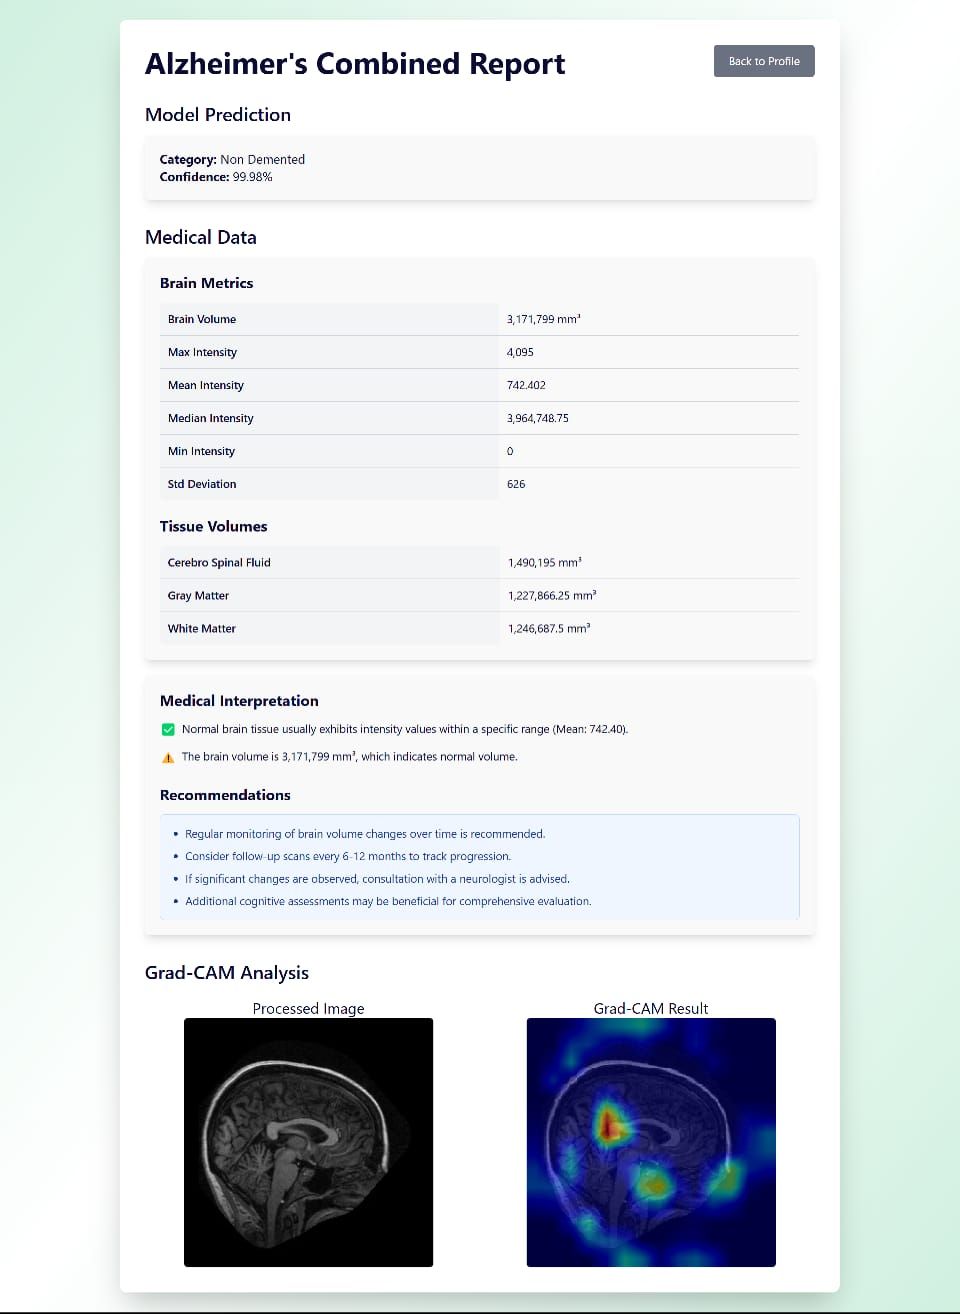 Alzheimer's Combined Report
Back to Profile
Model Prediction
Category: Non Demented
Confidence: 99.98%
Medical Data
Brain Metrics
Brain Volume 3,171,799 mm³
Max Intensity 4,095
Mean Intensity 742.402
Median Intensity 3,964,748.75
Min Intensity 0
Std Deviation 626
Tissue Volumes
Cerebro Spinal Fluid 1,490,195 mm³
Gray Matter 1,227,866.25 mm³
White Matter 1,246,687.5 mm³
Medical Interpretation
✅ Normal brain tissue usually exhibits intensity values within a specific range (Mean: 742.40).
⚠️ The brain volume is 3,171,799 mm³, which indicates normal volume.
Recommendations
• Regular monitoring of brain volume changes over time is recommended.
• Consider follow-up scans every 6-12 months to track progression.
• If significant changes are observed, consultation with a neurologist is advised.
• Additional cognitive assessments may be beneficial for comprehensive evaluation.
Grad-CAM Analysis
Processed Image
Grad-CAM Result